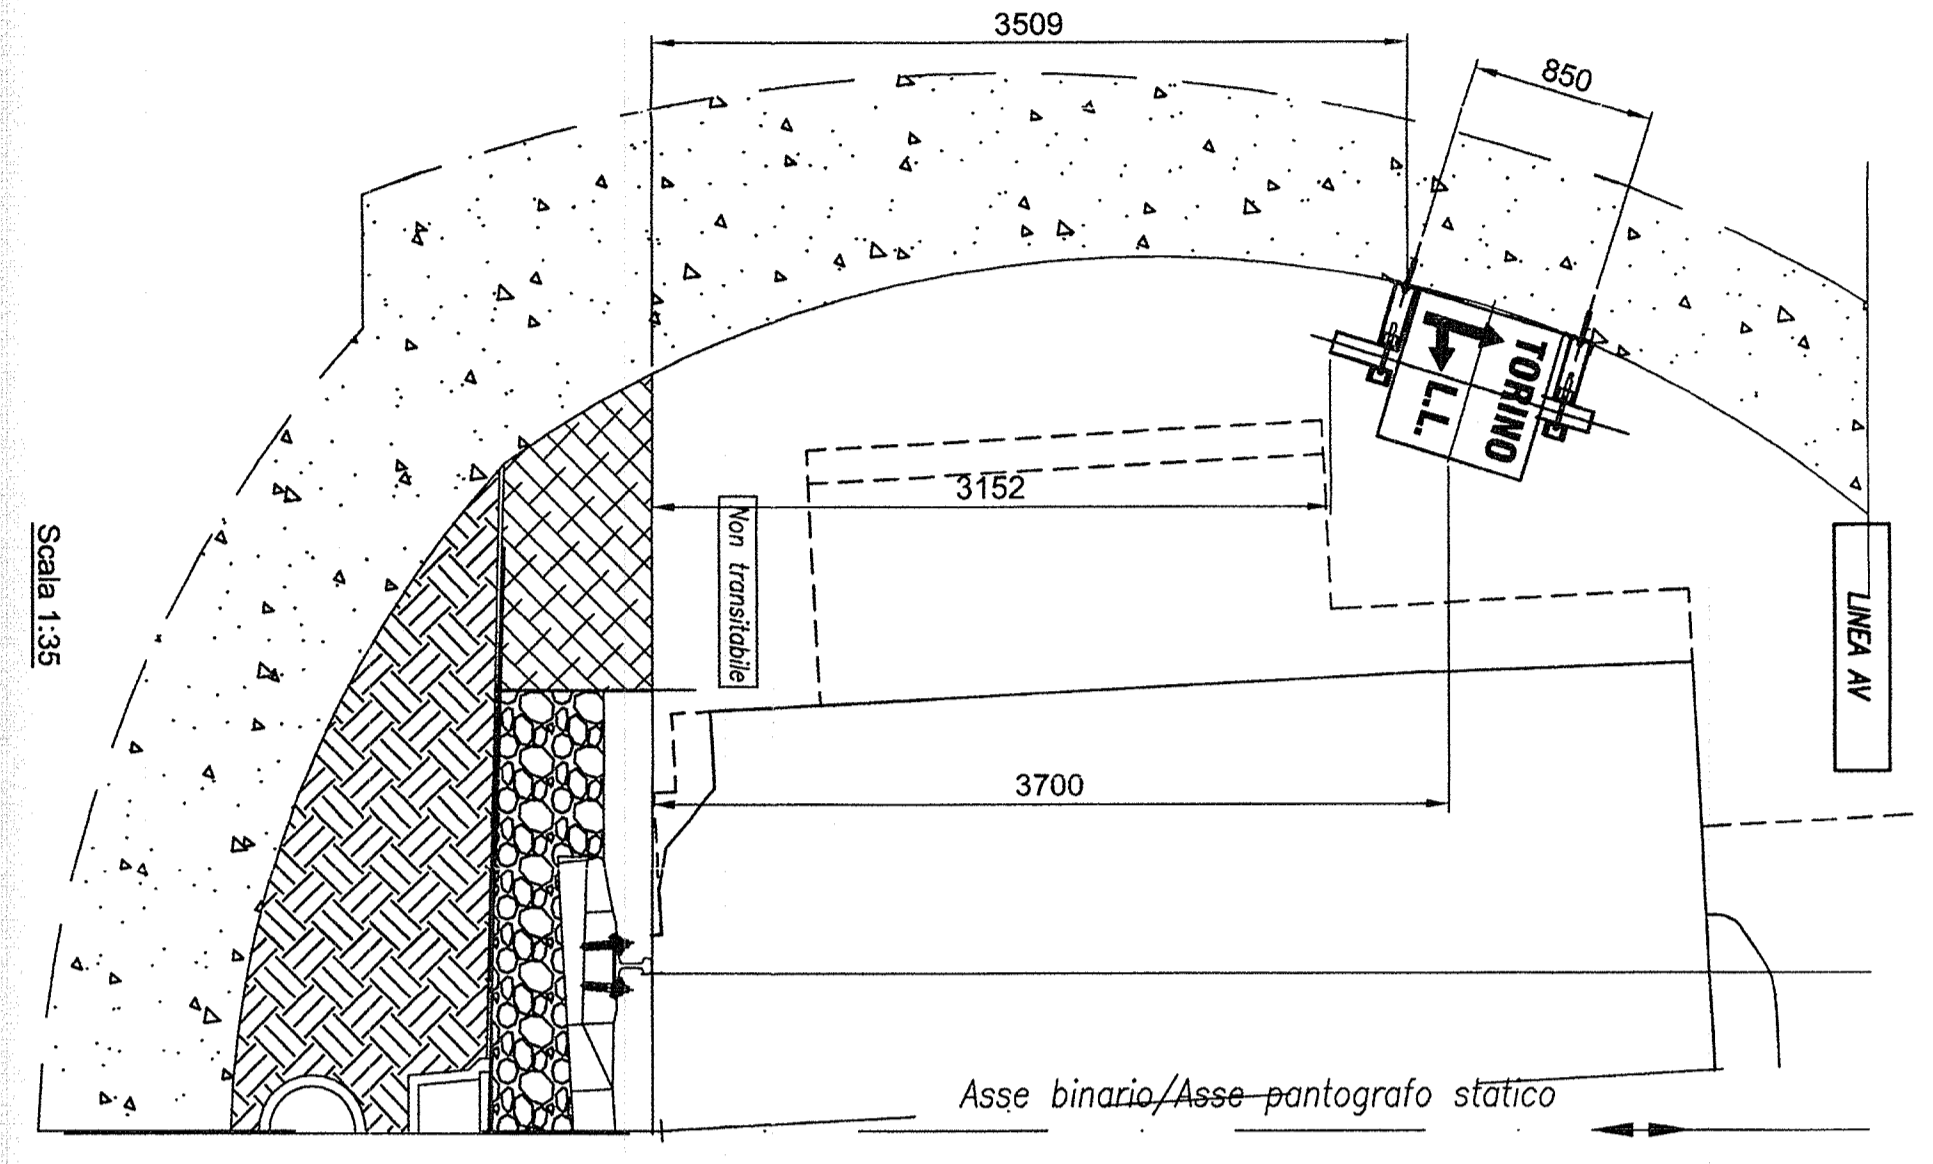 3509
850
TORINO
L.L.
3152
Non transitabile
Scala 1:35
LINEA AV
3700
Asse binario/Asse pantografo statico